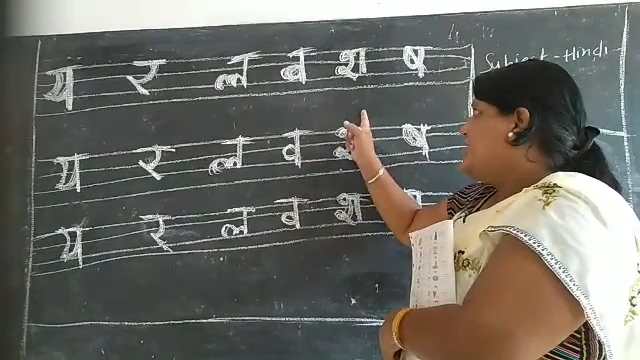 य र ल व श ष
Subject-Hindi
य र ल व ष
य र ल व श